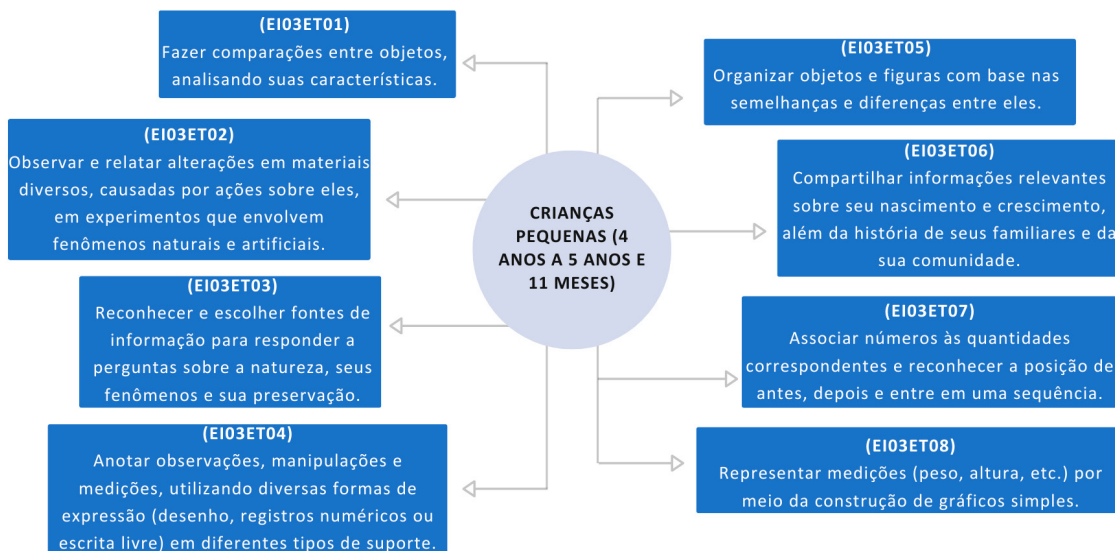 (EI03ET01)
Fazer comparações entre objetos,
analisando suas características.
(EI03ET02)
Observar e relatar alterações em materiais
diversos, causadas por ações sobre eles,
em experimentos que envolvem
fenômenos naturais e artificiais.
(EI03ET03)
Reconhecer e escolher fontes de
informação para responder a
perguntas sobre a natureza, seus
fenômenos e sua preservação.
(EI03ET04)
Anotar observações, manipulações e
medições, utilizando diversas formas de
expressão (desenho, registros numéricos ou
escrita livre) em diferentes tipos de suporte.
CRIANÇAS
PEQUENAS (4
ANOS A 5 ANOS E
11 MESES)
(EI03ET05)
Organizar objetos e figuras com base nas
semelhanças e diferenças entre eles.
(EI03ET06)
Compartilhar informações relevantes
sobre seu nascimento e crescimento,
além da história de seus familiares e da
sua comunidade.
(EI03ET07)
Associar números às quantidades
correspondentes e reconhecer a posição de
antes, depois e entre em uma sequência.
(EI03ET08)
Representar medições (peso, altura, etc.) por
meio da construção de gráficos simples.